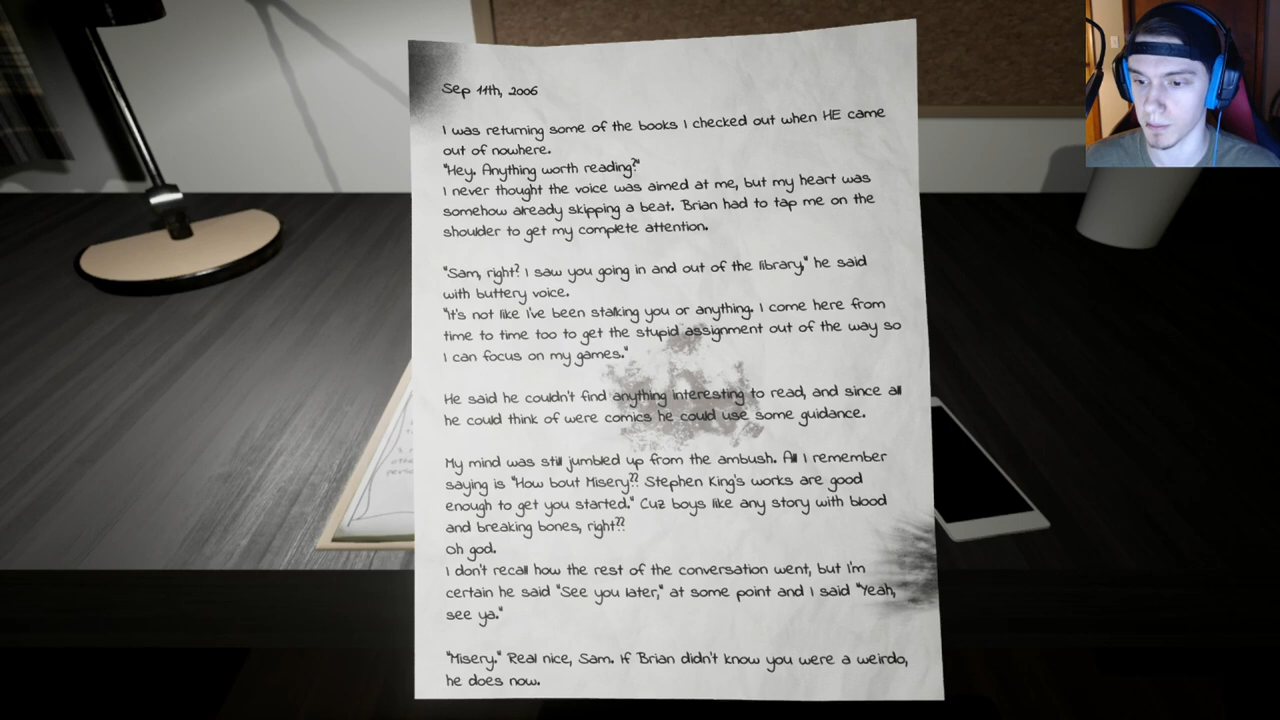 Sep 11th, 2006
I was returning some of the books I checked out when HE came
out of nowhere.
"Hey. Anything worth reading?"
I never thought the voice was aimed at me, but my heart was
somehow already skipping a beat. Brian had to tap me on the
shoulder to get my complete attention.
"Sam, right? I saw you going in and out of the library," he said
with buttery voice.
"It's not like I've been stalking you or anything. I come here from
time to time too to get the stupid assignment out of the way so
I can focus on my games."
He said he couldn't find anything interesting to read, and since all
he could think of were comics he could use some guidance.
My mind was still jumbled up from the ambush. All I remember
saying is "How bout Misery?? Stephen King's works are good
enough to get you started." Cuz boys like any story with blood
and breaking bones, right??
Oh god.
I don't recall how the rest of the conversation went, but I'm
certain he said "See you later," at some point and I said "Yeah,
see ya."
"Misery." Real nice, Sam. If Brian didn't know you were a weirdo,
he does now.